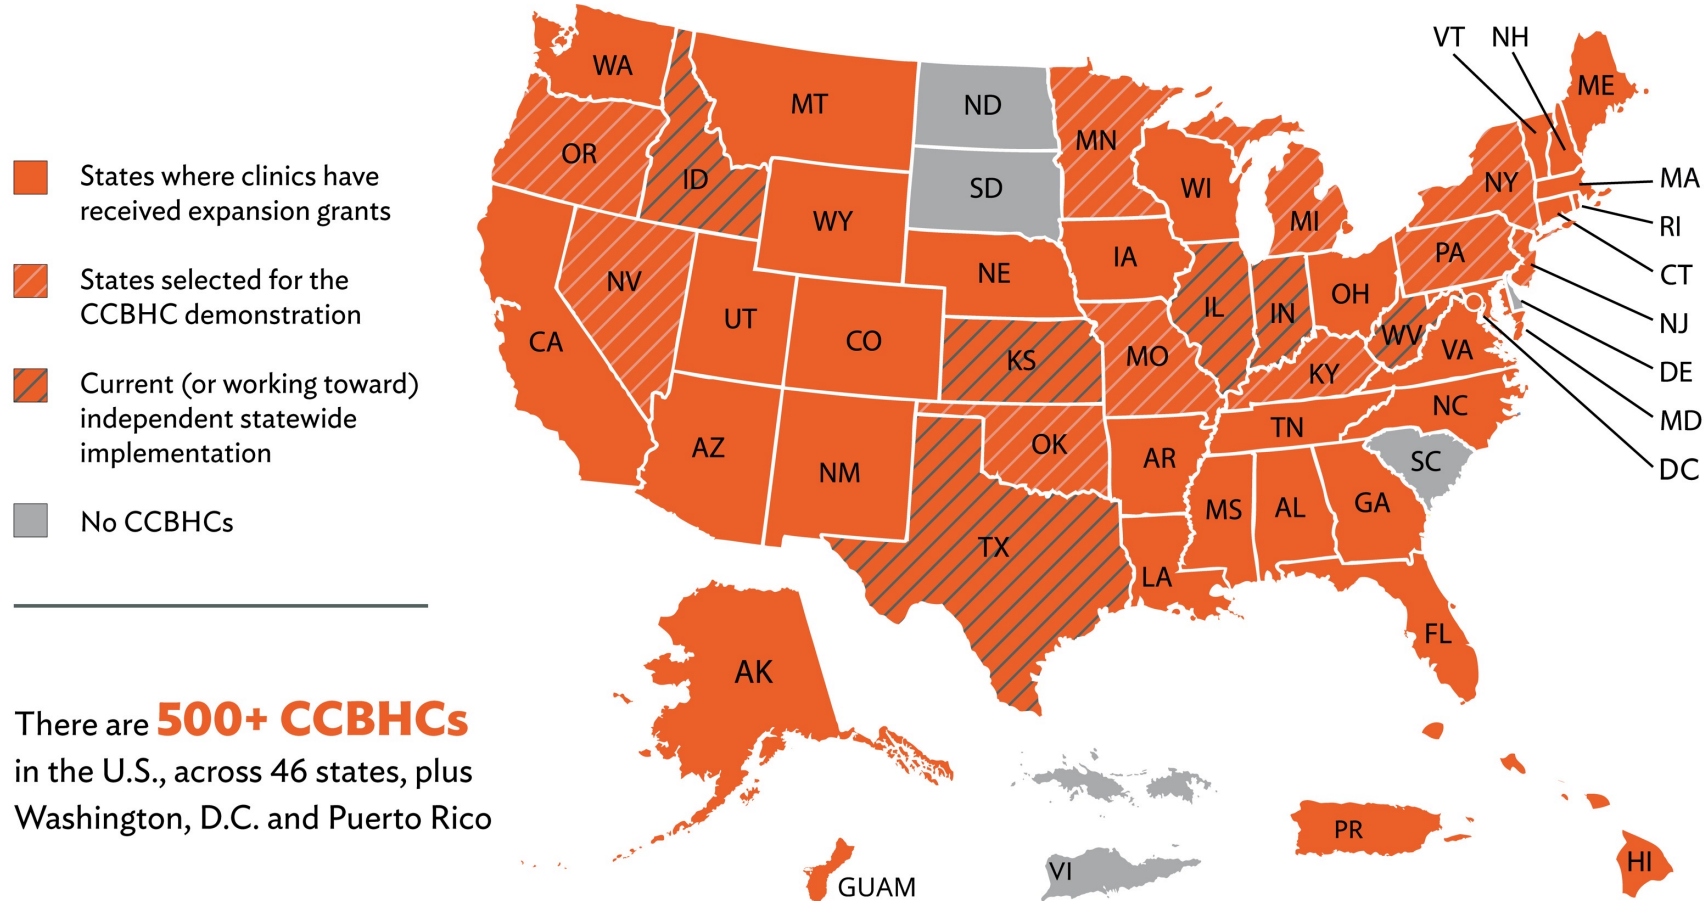 States where clinics have
received expansion grants
States selected for the
CCBHC demonstration
Current (or working toward)
independent statewide
implementation
No CCBHCs
There are 500+ CCBHCs
in the U.S., across 46 states, plus
Washington, D.C. and Puerto Rico
VT NH
WA
ME
MT
ND
MN
OR
ID
SD
WI
NY
MA
WY
MI
RI
IA
PA
NE
CT
NV
OH
UT
IL
IN
NJ
CA
CO
KS
MO
WV
VA
DE
KY
NC
MD
AZ
OK
TN
NM
AR
SC
DC
MS
AL
GA
TX
LA
FL
AK
PR
HI
VI
GUAM